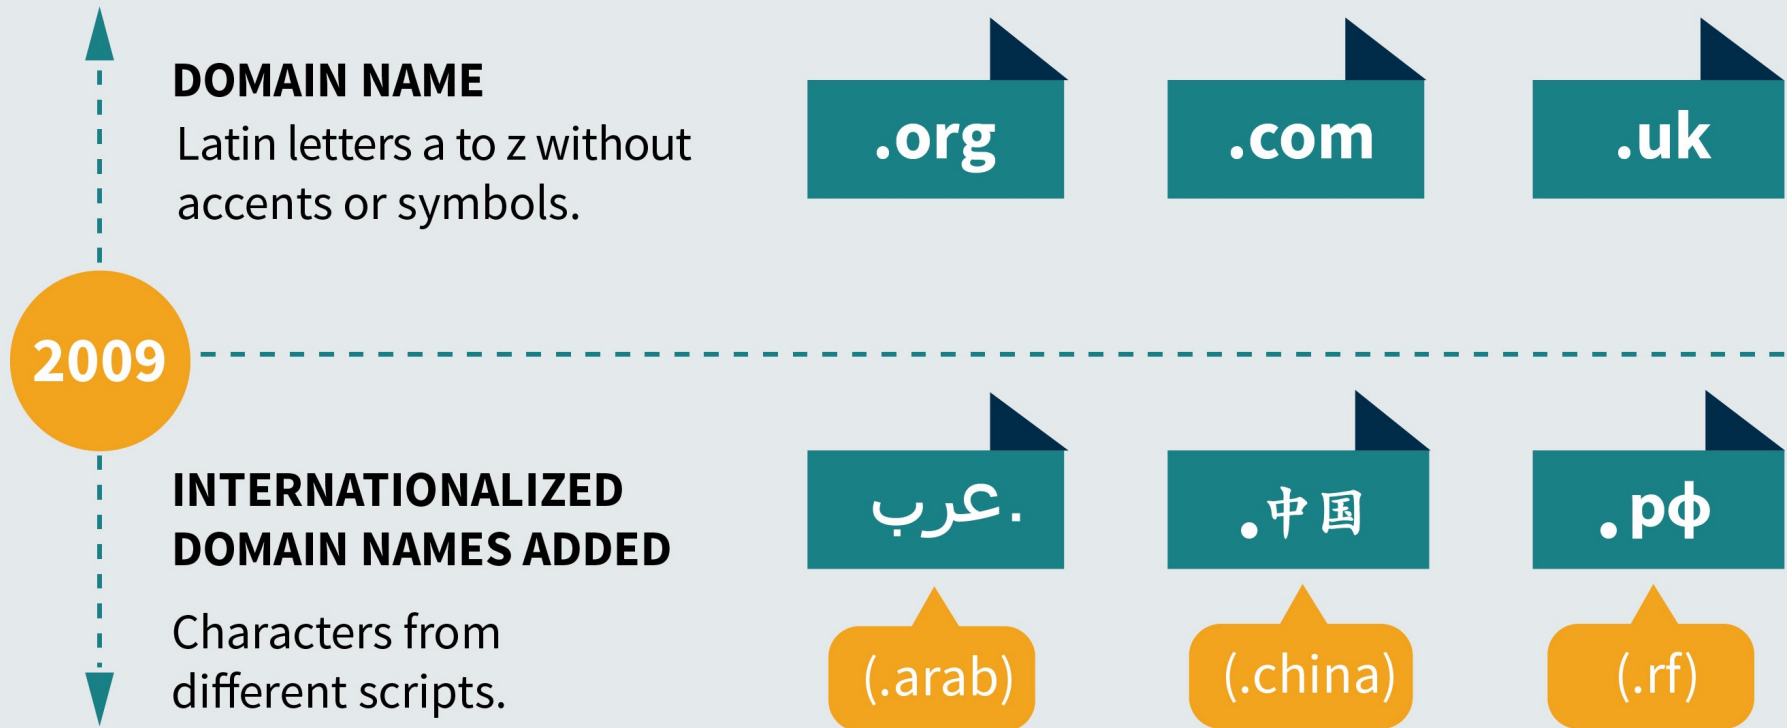 DOMAIN NAME
Latin letters a to z without
accents or symbols.
.org
.com
.uk
2009
INTERNATIONALIZED
DOMAIN NAMES ADDED
Characters from
different scripts.
.عرب
.中国
.рф
(.arab)
(.china)
(.rf)